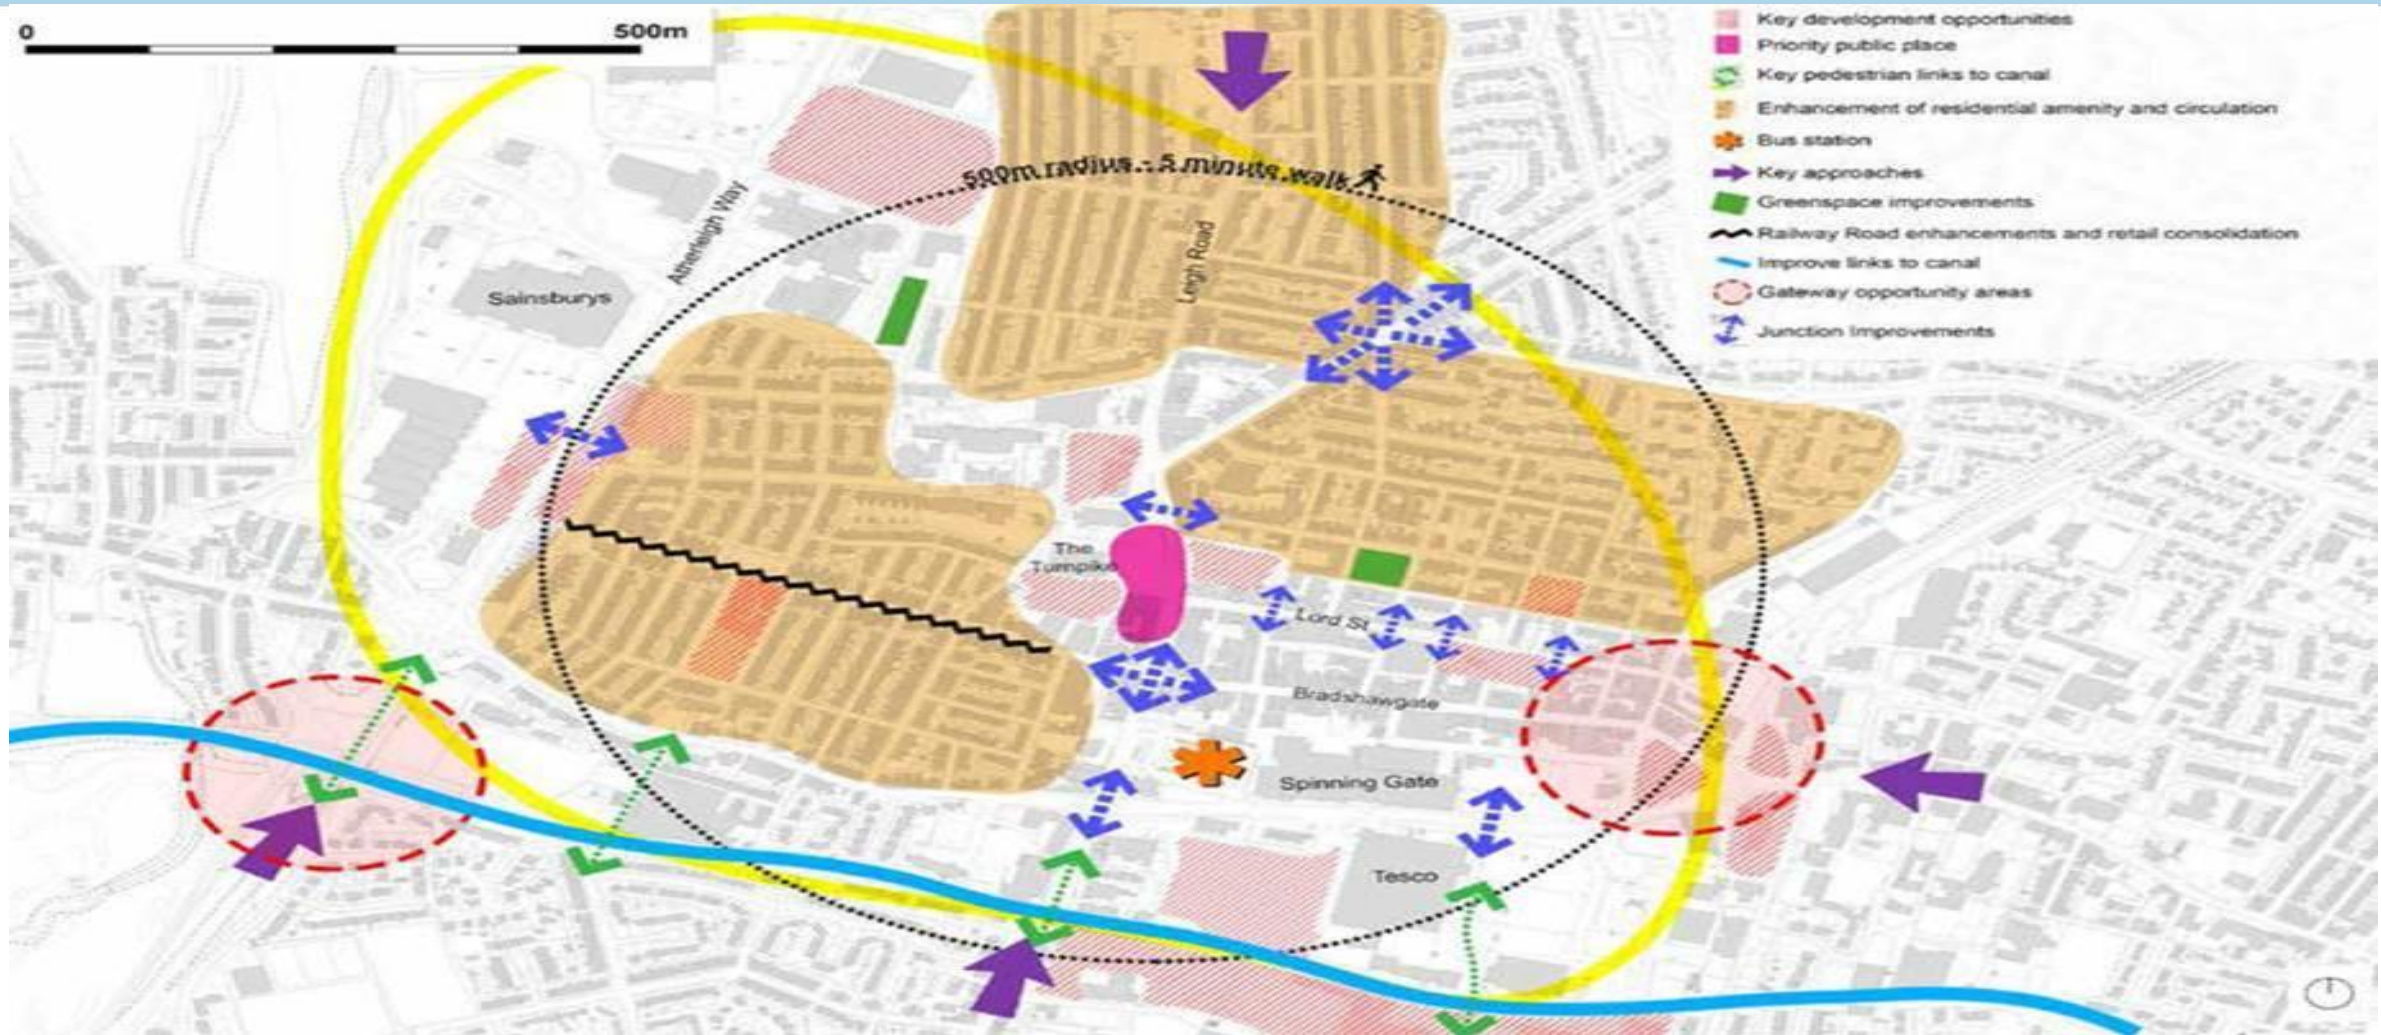 0 500m
Key development opportunities
Priority public place
Key pedestrian links to canal
Enhancement of residential amenity and circulation
Bus station
Key approaches
Greenspace improvements
Railway Road enhancements and retail consolidation
Improve links to canal
Gateway opportunity areas
Junction Improvements
500m radius - 5 minute walk
Atherleigh Way
Leigh Road
Sainsburys
The
Turnpike
Lord St
Bradshawgate
Spinning Gate
Tesco